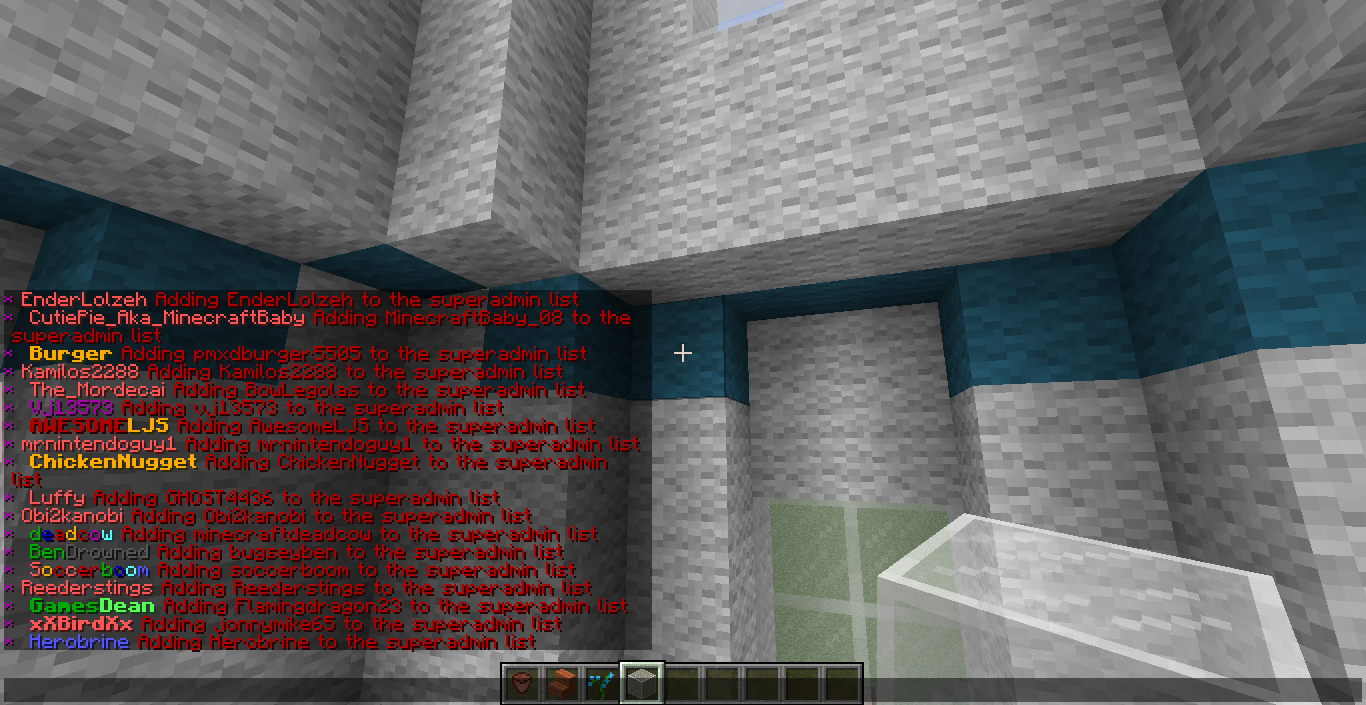 * EnderLolzeh Adding EnderLolzeh to the superadmin list
* CutiePie_Aka_MinecraftBaby Adding MinecraftBaby_08 to the
superadmin list
* Burger Adding pmxdburger5505 to the superadmin list
* Kamilos2288 Adding Kamilos2288 to the superadmin list
* The_Mordecai Adding BowLegolas to the superadmin list
* Vjl3573 Adding vjl3573 to the superadmin list
* AWESOMELJS Adding AwesomeLJ5 to the superadmin list
* mrnintendoguy1 Adding mrnintendoguy1 to the superadmin list
* ChickenNugget Adding ChickenNugget to the superadmin
list
* Luffy Adding GHOST4436 to the superadmin list
* Obi2kanobi Adding Obi2kanobi to the superadmin list
* deadcow Adding minecraftdeadcow to the superadmin list
* BenDrowned Adding bugseyben to the superadmin list
* Soccerboom Adding soccerboom to the superadmin list
* Reederstings Adding Reederstings to the superadmin list
* GamesDean Adding Flamingdragon23 to the superadmin list
* xXBirdXx Adding jonnymike65 to the superadmin list
* Herobrine Adding Herobrine to the superadmin list